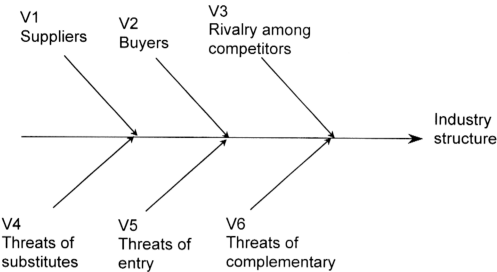 V1
Suppliers
V2
Buyers
V3
Rivalry among
competitors
Industry
structure
V4
Threats of
substitutes
V5
Threats of
entry
V6
Threats of
complementary